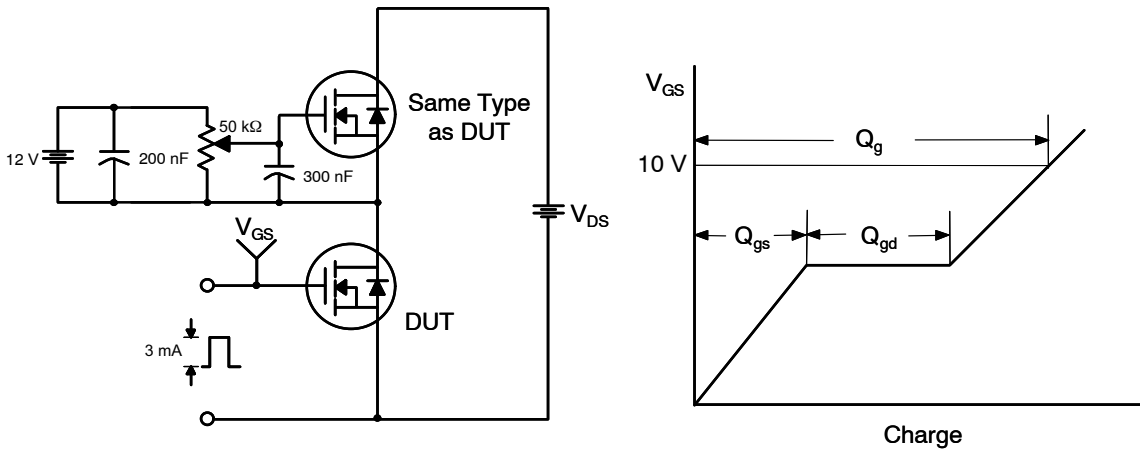 Same Type
as DUT
50 kΩ
12 V
200 nF
300 nF
V_GS
V_DS
DUT
3 mA
V_GS
Q_g
10 V
Q_gs
Q_gd
Charge